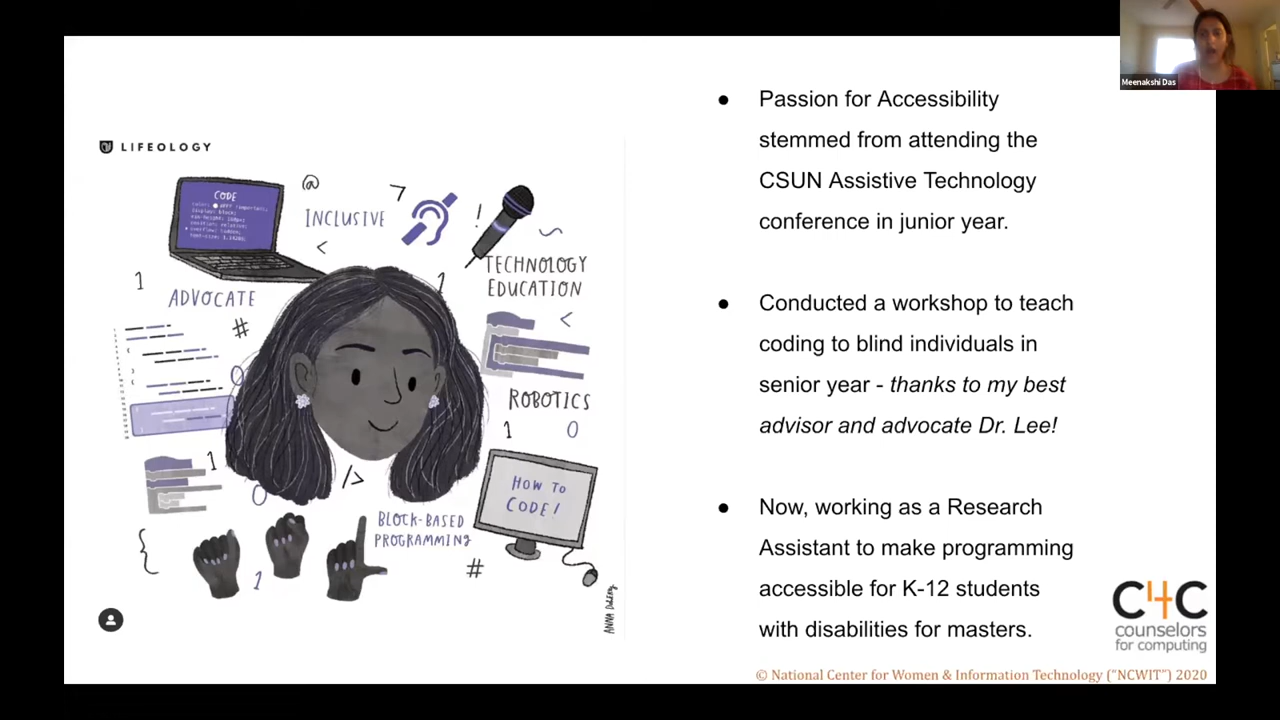 Meenakshi Das
LIFEOLOGY
CODE
@
INCLUSIVE
TECHNOLOGY
EDUCATION
ADVOCATE
#
ROBOTICS
1 0
HOW TO
CODE!
/>
BLOCK-BASED
PROGRAMMING
#
● Passion for Accessibility
stemmed from attending the
CSUN Assistive Technology
conference in junior year.
● Conducted a workshop to teach
coding to blind individuals in
senior year - thanks to my best
advisor and advocate Dr. Lee!
● Now, working as a Research
Assistant to make programming
accessible for K-12 students
with disabilities for masters.
C4C
counselors
for computing
© National Center for Women & Information Technology ("NCWIT") 2020